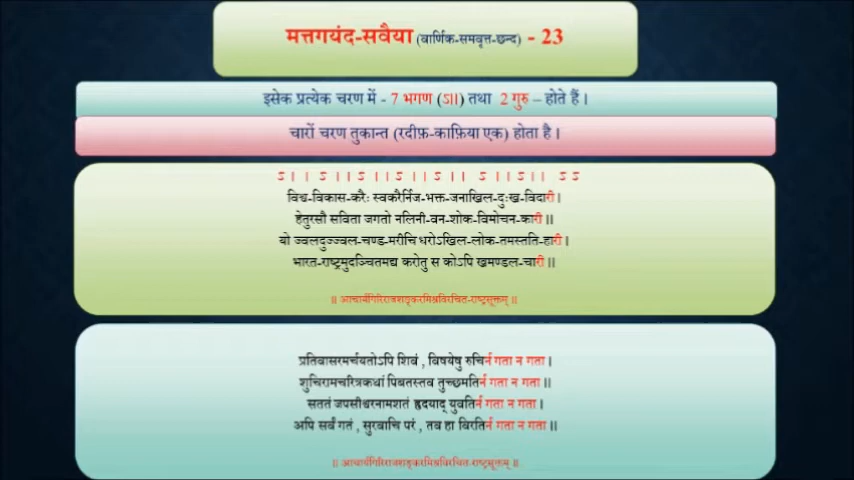 मत्तगयंद-सवैया (वार्णिक-समवृत्त-छन्द) - 23
इसेक प्रत्येक चरण में - 7 भगण (ऽ।।) तथा 2 गुरु – होते हैं।
चारों चरण तुकान्त (रदीफ़-काफ़िया एक) होता है।
ऽ । । ऽ । । ऽ । । ऽ । । ऽ । । ऽ । । ऽ । । ऽ ऽ
विश्व-विकास-करैः स्वकरैर्निज-भक्त-जनाखिल-दुःख-विदारी।
हेतुरसौ सविता जगतो नलिनी-वन-शोक-विमोचन-कारी॥
यो ज्वलदुज्ज्वल-चण्ड-मरीचि धरोऽखिल-लोक-तमस्तति-हारी।
भारत-राष्ट्रमुदञ्चितमद्य करोतु स कोऽपि खमण्डल-चारी॥
॥ आचार्यगिरिराजशङ्करमिश्रविरचित-राष्ट्रसूक्तम् ॥
प्रतिवासरमर्चयतोऽपि शिवं , विषयेषु रुचिर्न गता न गता।
शुचिरामचरित्रकथां पिबतस्तव तुच्छमतिर्न गता न गता॥
सततं जपसीश्वरनामशतं हृदयाद् युवतिर्न गता न गता।
अपि सर्वं गतं , सुरवाचि परं , तव हा विरतिर्न गता न गता॥
॥ आचार्यगिरिराजशङ्करमिश्रविरचित-राष्ट्रसूक्तम् ॥